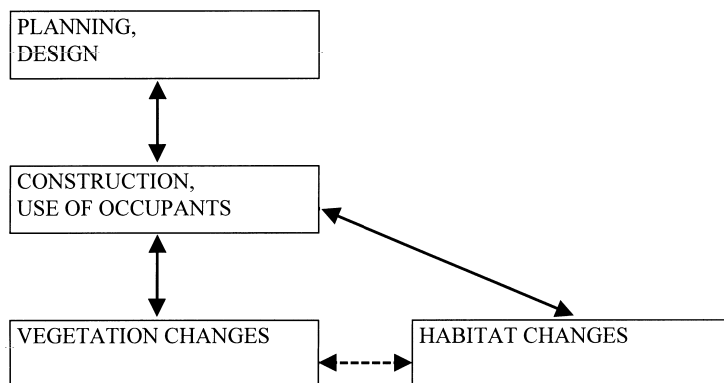 PLANNING,
DESIGN
CONSTRUCTION,
USE OF OCCUPANTS
VEGETATION CHANGES
HABITAT CHANGES